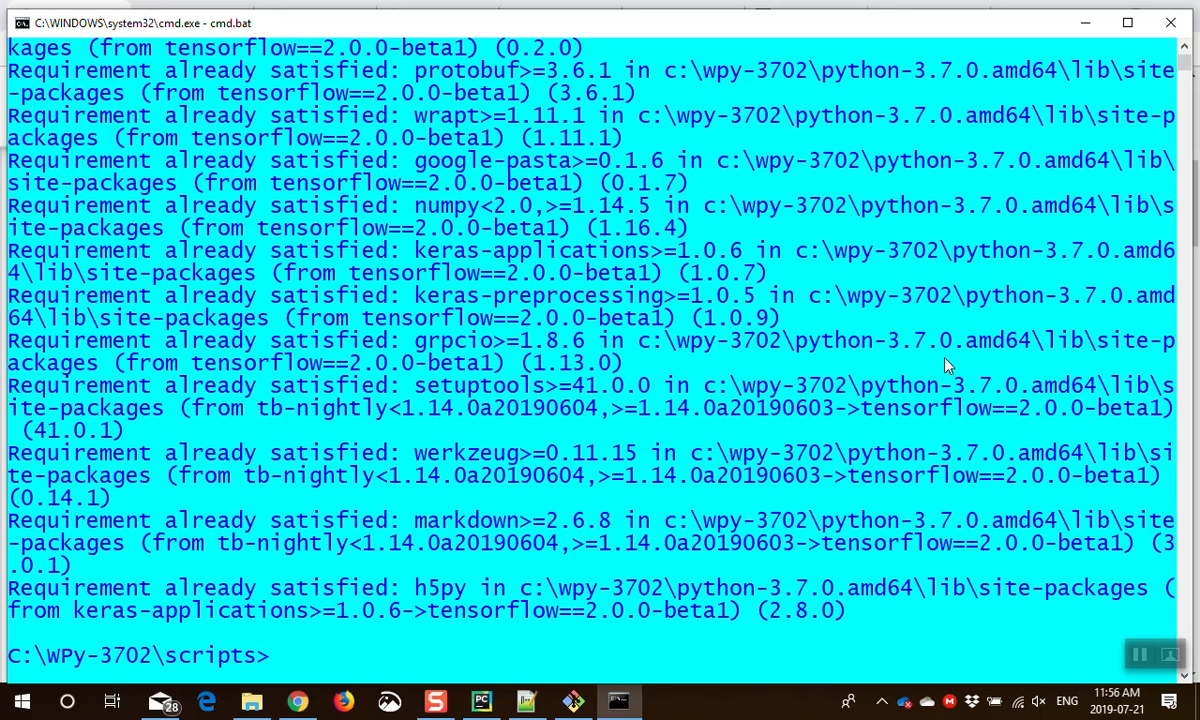 C:\WINDOWS\system32\cmd.exe - cmd.bat
kages (from tensorflow==2.0.0-beta1) (0.2.0)
Requirement already satisfied: protobuf>=3.6.1 in c:\wpy-3702\python-3.7.0.amd64\lib\site
-packages (from tensorflow==2.0.0-beta1) (3.6.1)
Requirement already satisfied: wrapt>=1.11.1 in c:\wpy-3702\python-3.7.0.amd64\lib\site-p
ackages (from tensorflow==2.0.0-beta1) (1.11.1)
Requirement already satisfied: google-pasta>=0.1.6 in c:\wpy-3702\python-3.7.0.amd64\lib\
site-packages (from tensorflow==2.0.0-beta1) (0.1.7)
Requirement already satisfied: numpy<2.0,>=1.14.5 in c:\wpy-3702\python-3.7.0.amd64\lib\s
ite-packages (from tensorflow==2.0.0-beta1) (1.16.4)
Requirement already satisfied: keras-applications>=1.0.6 in c:\wpy-3702\python-3.7.0.amd6
4\lib\site-packages (from tensorflow==2.0.0-beta1) (1.0.7)
Requirement already satisfied: keras-preprocessing>=1.0.5 in c:\wpy-3702\python-3.7.0.amd
64\lib\site-packages (from tensorflow==2.0.0-beta1) (1.0.9)
Requirement already satisfied: grpcio>=1.8.6 in c:\wpy-3702\python-3.7.0.amd64\lib\site-p
ackages (from tensorflow==2.0.0-beta1) (1.13.0)
Requirement already satisfied: setuptools>=41.0.0 in c:\wpy-3702\python-3.7.0.amd64\lib\s
ite-packages (from tb-nightly<1.14.0a20190604,>=1.14.0a20190603->tensorflow==2.0.0-beta1)
(41.0.1)
Requirement already satisfied: werkzeug>=0.11.15 in c:\wpy-3702\python-3.7.0.amd64\lib\si
te-packages (from tb-nightly<1.14.0a20190604,>=1.14.0a20190603->tensorflow==2.0.0-beta1)
(0.14.1)
Requirement already satisfied: markdown>=2.6.8 in c:\wpy-3702\python-3.7.0.amd64\lib\site
-packages (from tb-nightly<1.14.0a20190604,>=1.14.0a20190603->tensorflow==2.0.0-beta1) (3
.0.1)
Requirement already satisfied: h5py in c:\wpy-3702\python-3.7.0.amd64\lib\site-packages (
from keras-applications>=1.0.6->tensorflow==2.0.0-beta1) (2.8.0)
C:\WPy-3702\scripts>
28
S
PC
M
ENG
11:56 AM
2019-07-21